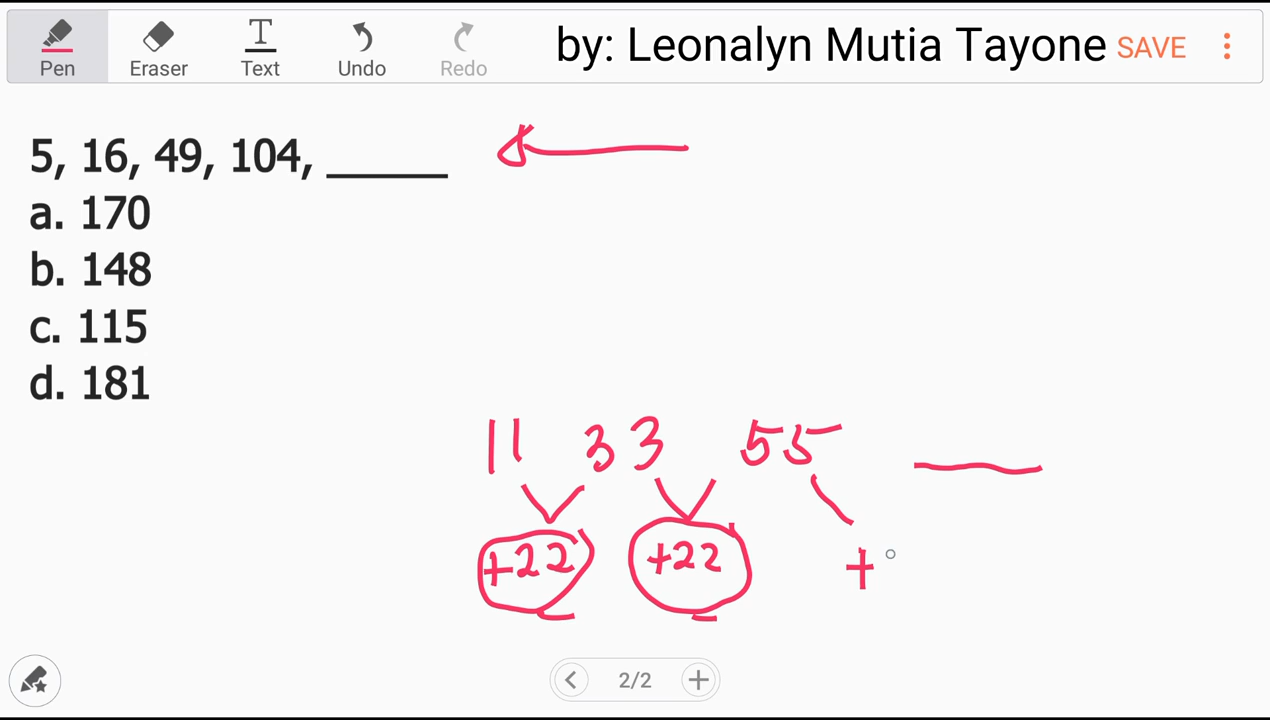 Pen Eraser Text Undo Redo by: Leonalyn Mutia Tayone SAVE
5, 16, 49, 104, _____
a. 170
b. 148
c. 115
d. 181
11 33 55 ___
+22 +22 +
2/2